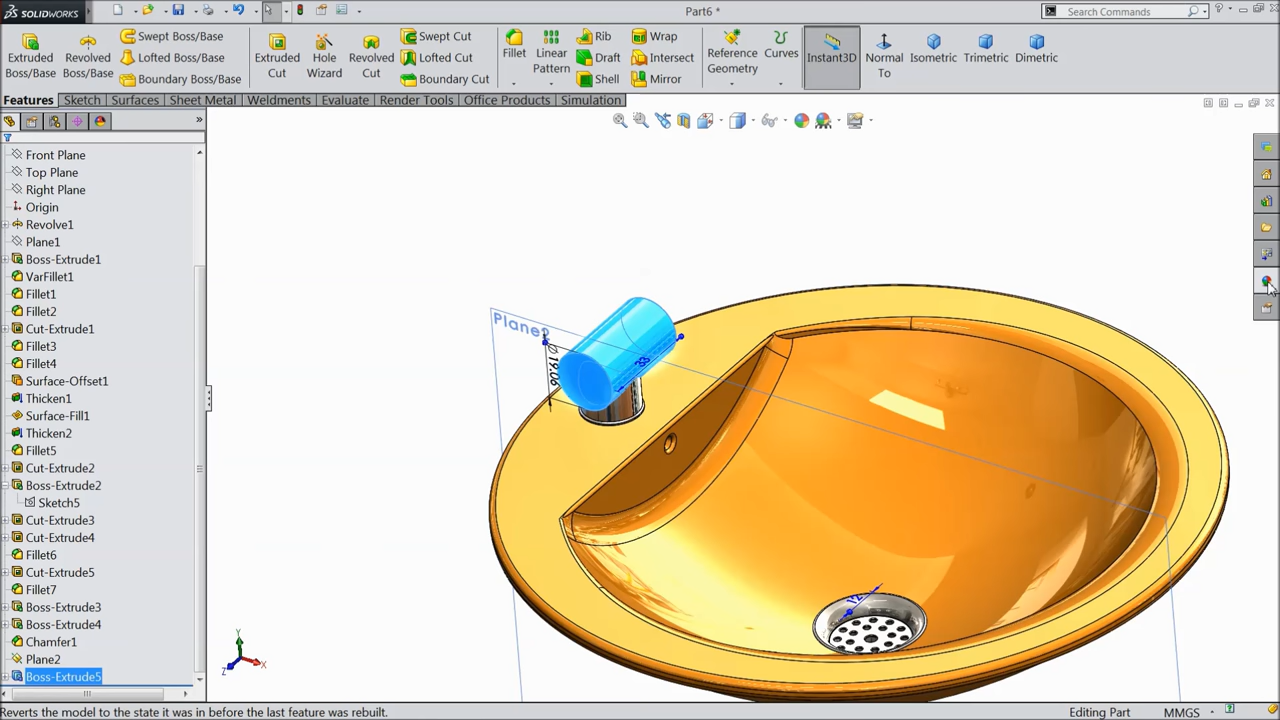 SOLIDWORKS
Part6 *
Search Commands
Extruded Boss/Base
Revolved Boss/Base
Swept Boss/Base
Lofted Boss/Base
Boundary Boss/Base
Extruded Cut
Hole Wizard
Revolved Cut
Swept Cut
Lofted Cut
Boundary Cut
Fillet
Linear Pattern
Rib
Draft
Shell
Wrap
Intersect
Mirror
Reference Geometry
Curves
Instant3D
Normal To
Isometric
Trimetric
Dimetric
Features Sketch Surfaces Sheet Metal Weldments Evaluate Render Tools Office Products Simulation
Front Plane
Top Plane
Right Plane
Origin
Revolve1
Plane1
Boss-Extrude1
VarFillet1
Fillet1
Fillet2
Cut-Extrude1
Fillet3
Fillet4
Surface-Offset1
Thicken1
Surface-Fill1
Thicken2
Fillet5
Cut-Extrude2
Boss-Extrude2
Sketch5
Cut-Extrude3
Cut-Extrude4
Fillet6
Cut-Extrude5
Fillet7
Boss-Extrude3
Boss-Extrude4
Chamfer1
Plane2
Boss-Extrude5
Plane2
33
⌀19.06
12
Y
X
Z
Reverts the model to the state it was in before the last feature was rebuilt.
Editing Part
MMGS